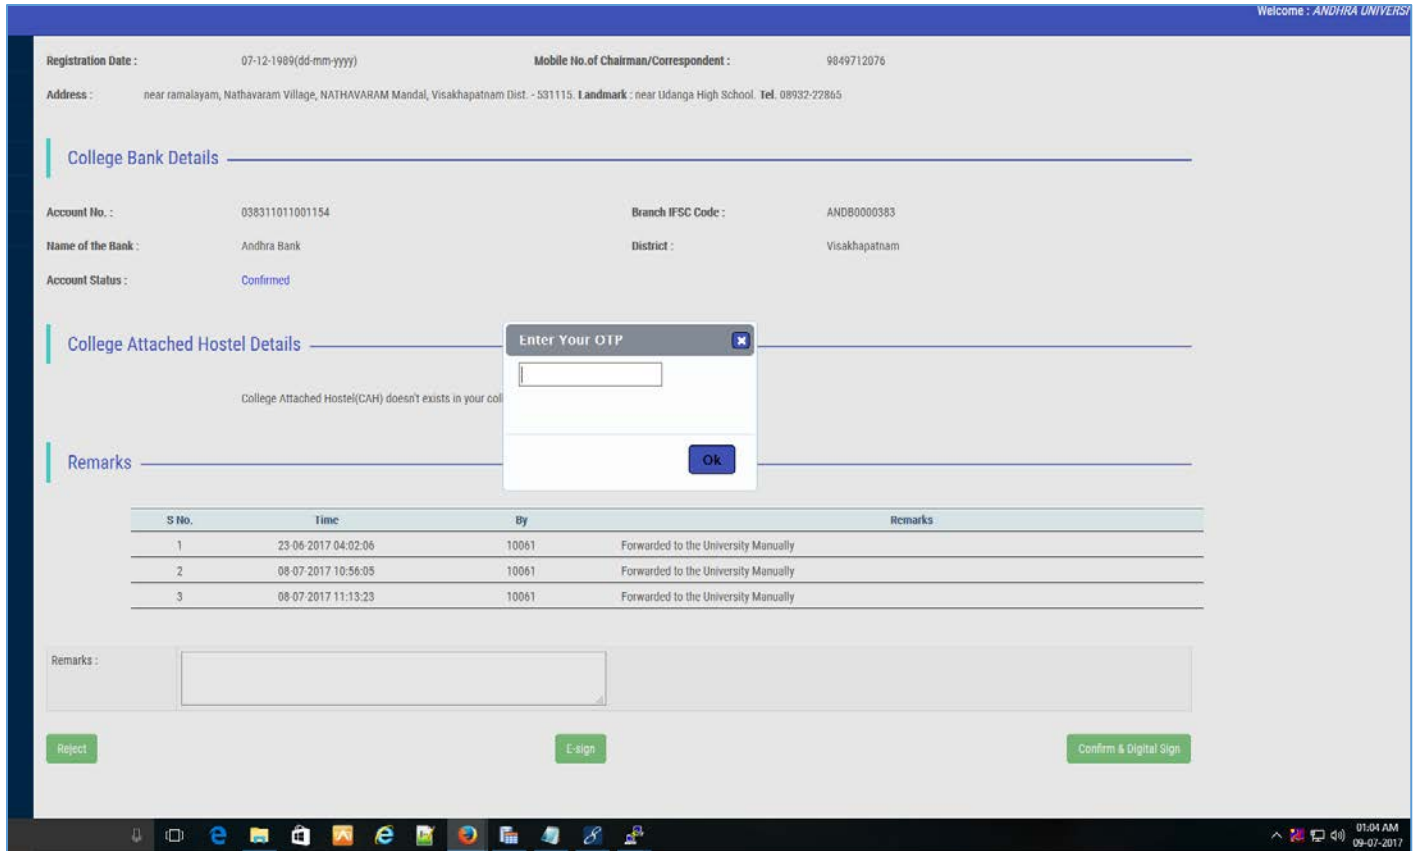 Welcome : ANDHRA UNIVERSI
Registration Date : 07-12-1989(dd-mm-yyyy) Mobile No.of Chairman/Correspondent : 9849712076
Address : near ramalayam, Nathavaram Village, NATHAVARAM Mandal, Visakhapatnam Dist. - 531115. Landmark : near Udanga High School. Tel. 08932-22865
College Bank Details
Account No. : 038311011001154 Branch IFSC Code : ANDB0000383
Name of the Bank : Andhra Bank District : Visakhapatnam
Account Status : Confirmed
College Attached Hostel Details
College Attached Hostel(CAH) doesn't exists in your coll
Enter Your OTP
Ok
Remarks
S No. Time By Remarks
1 23-06-2017 04:02:06 10061 Forwarded to the University Manually
2 08-07-2017 10:56:05 10061 Forwarded to the University Manually
3 08-07-2017 11:13:23 10061 Forwarded to the University Manually
Remarks :
Reject E-sign Confirm & Digital Sign
01:04 AM
09-07-2017